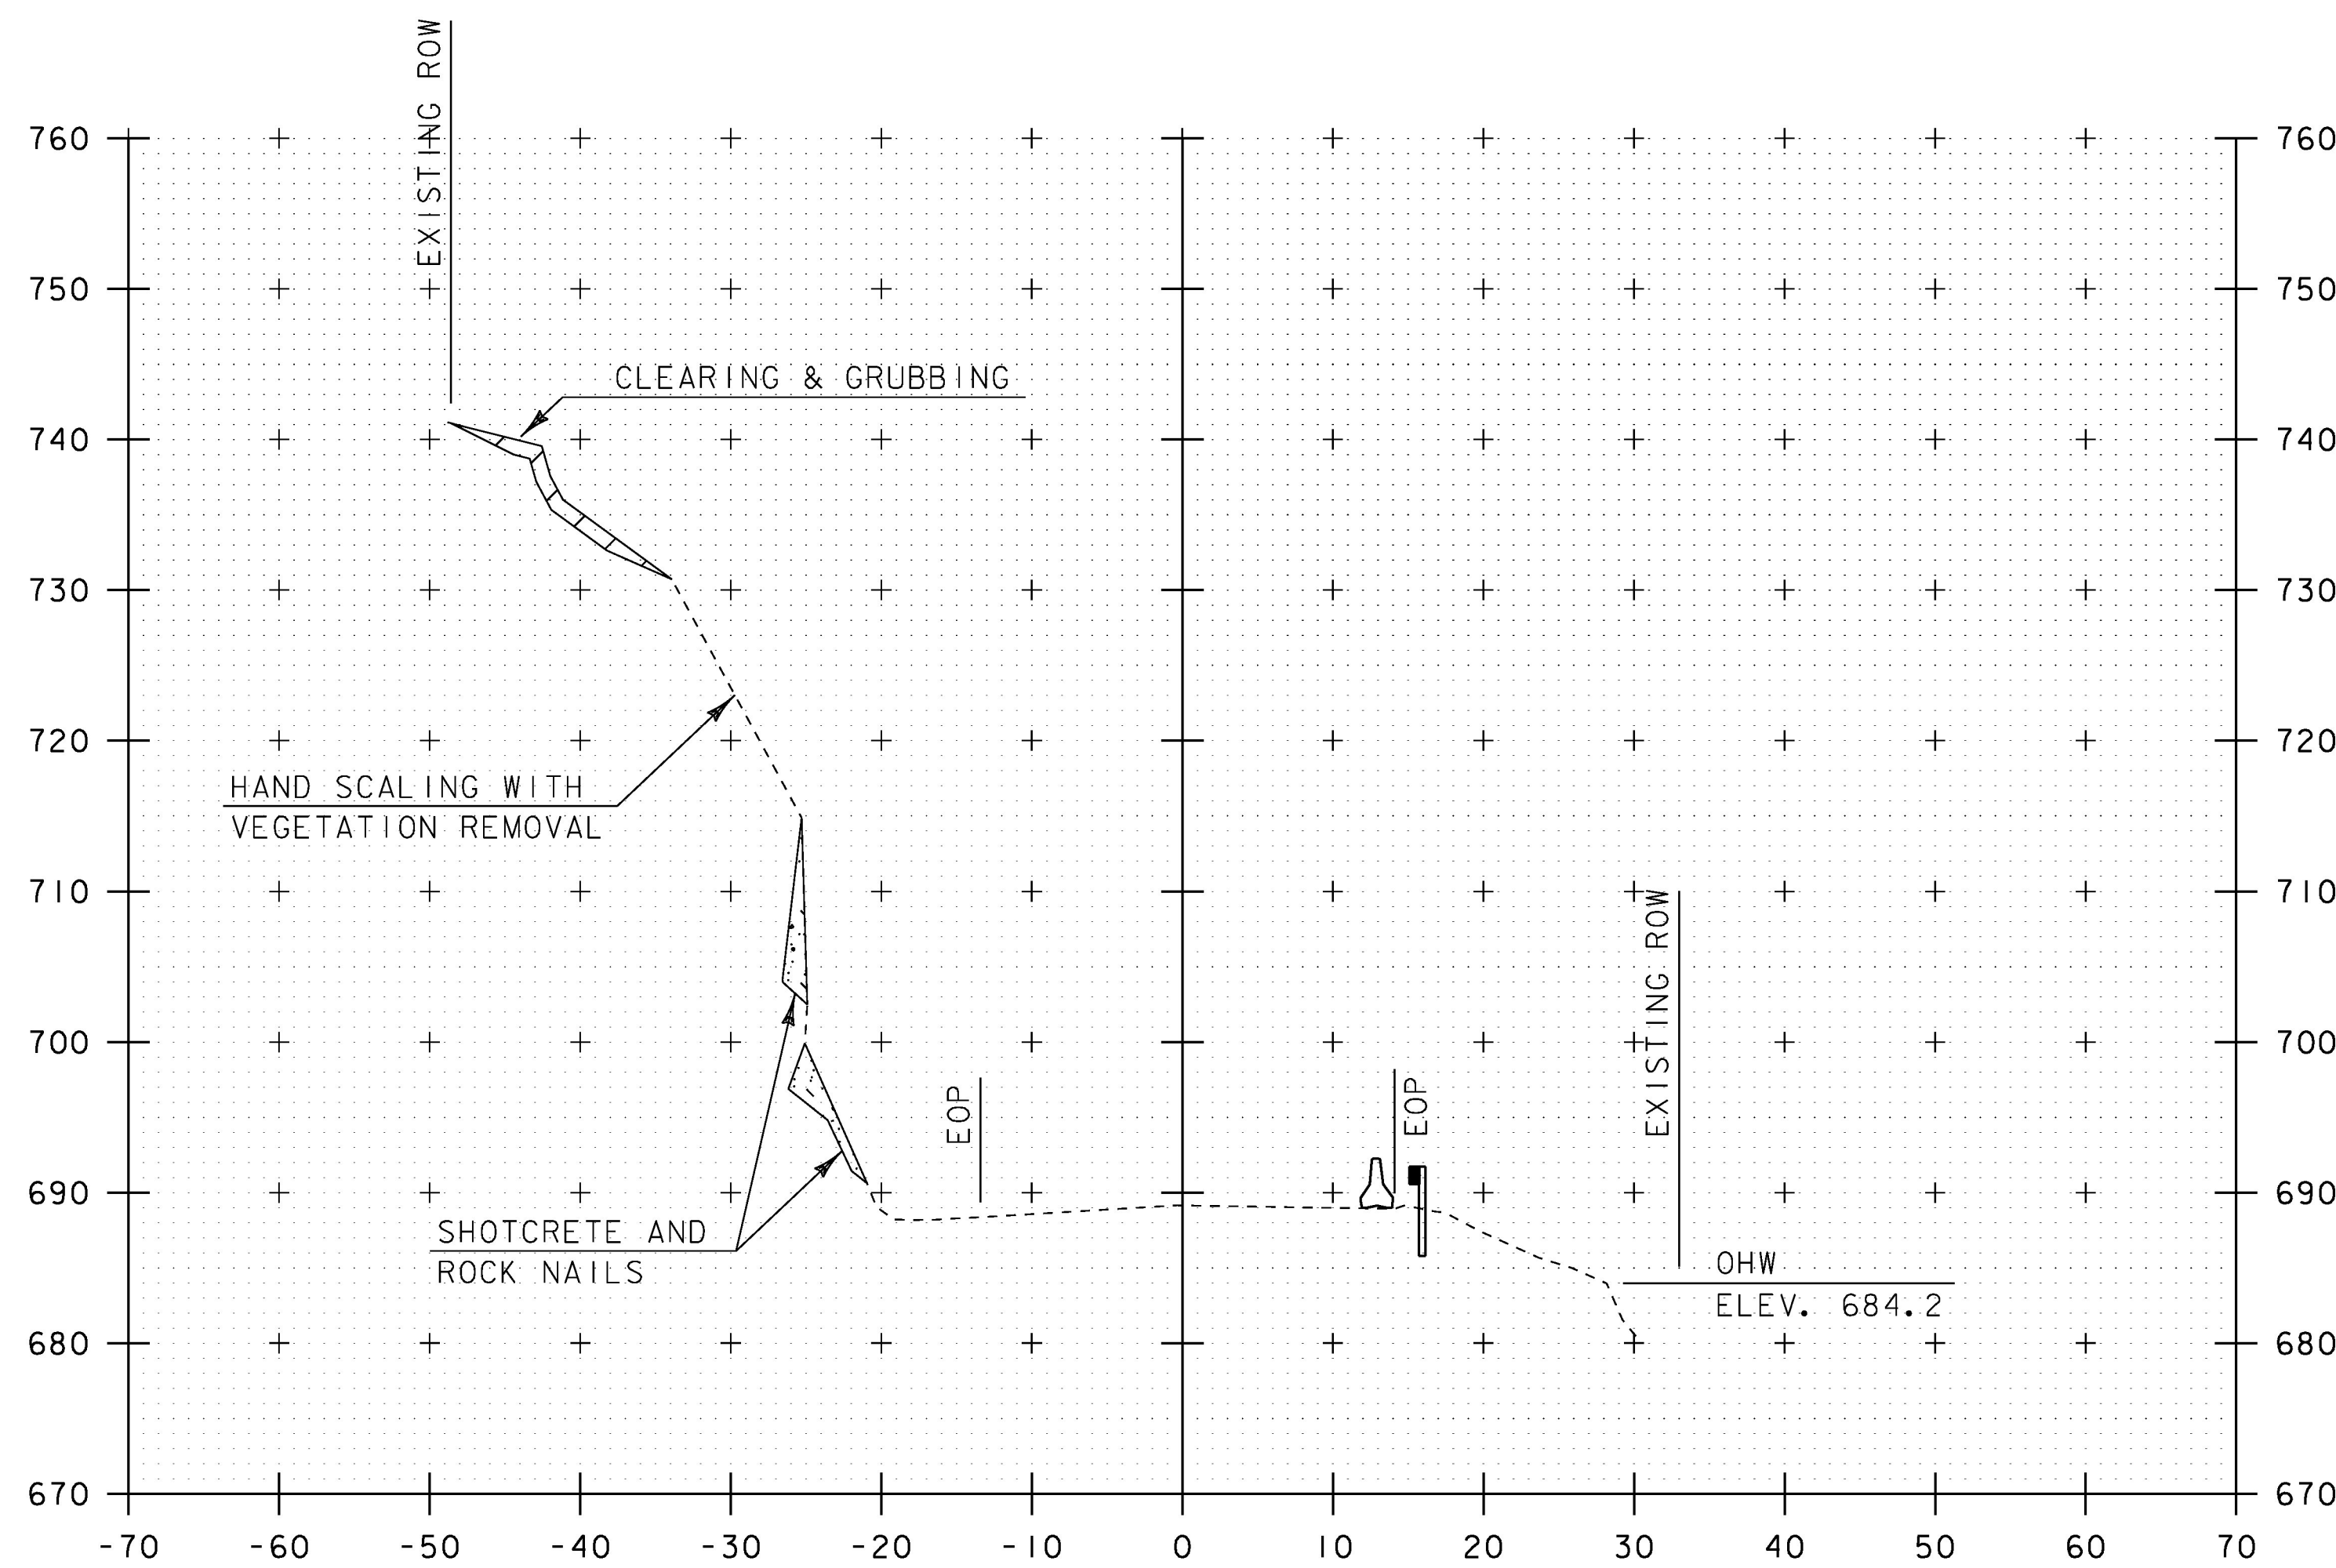 EXISTING ROW
760 760
750 750
CLEARING & GRUBBING
740 740
730 730
720 720
HAND SCALING WITH
VEGETATION REMOVAL
710 710
EXISTING ROW
700 700
EOP
EOP
690 690
SHOTCRETE AND
ROCK NAILS
OHW
ELEV. 684.2
680 680
670 670
-70 -60 -50 -40 -30 -20 -10 0 10 20 30 40 50 60 70